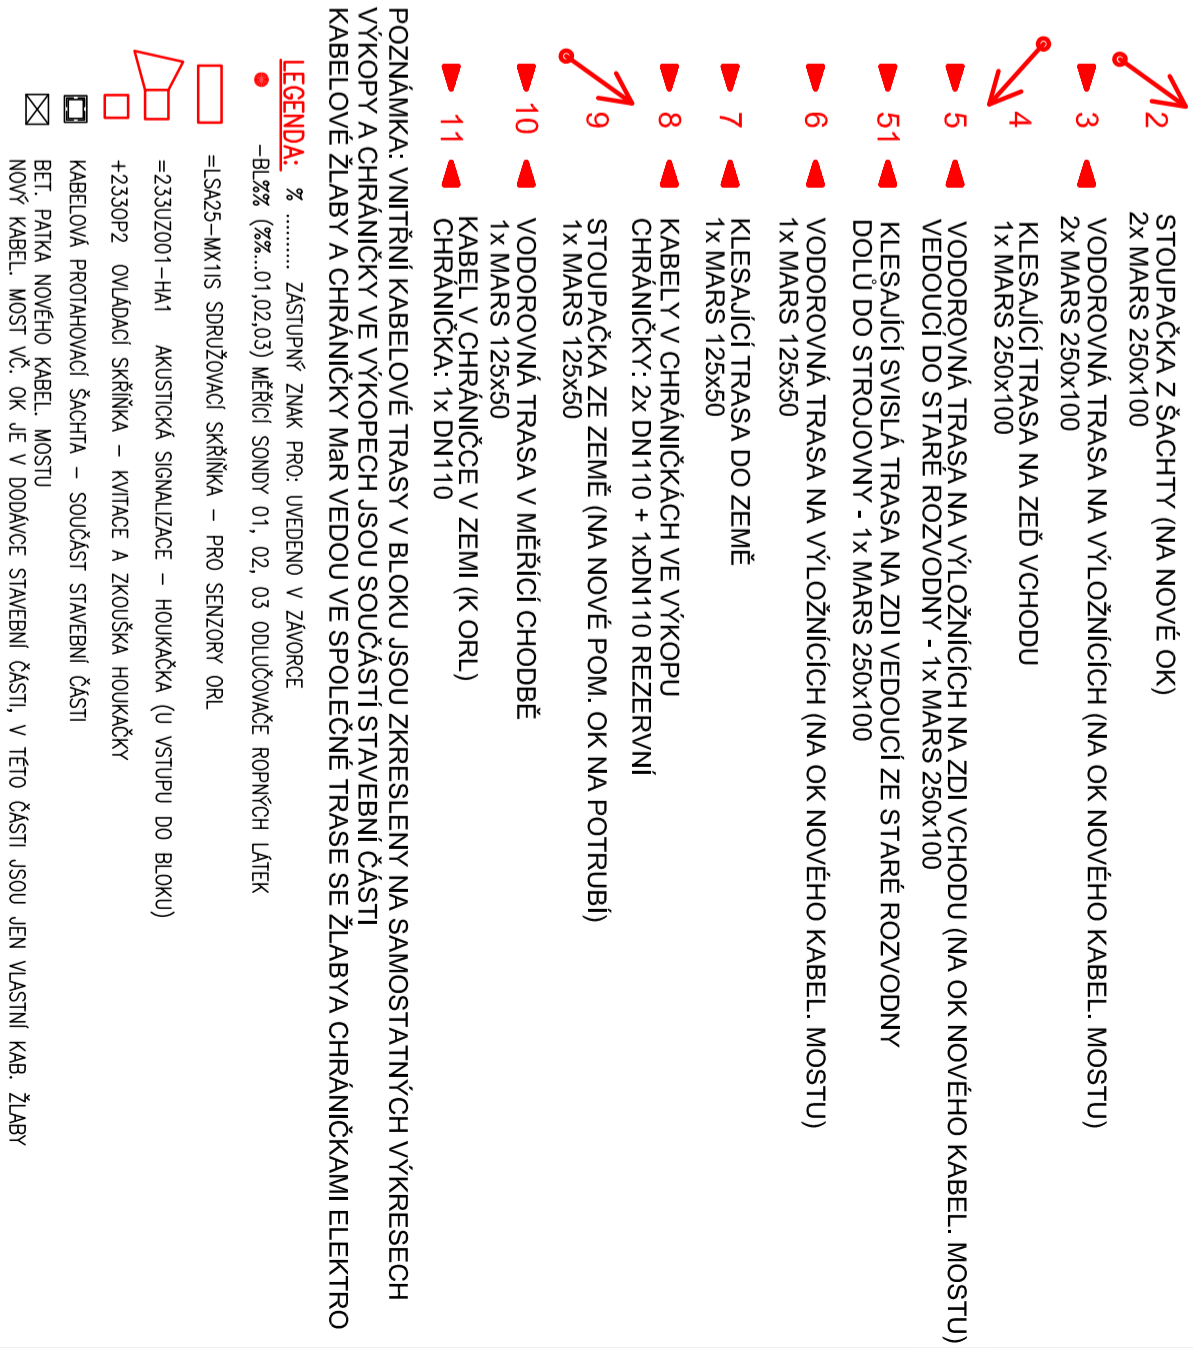 2 STOUPAČKA Z ŠACHTY (NA NOVÉ OK)
2x MARS 250x100
3 VODOROVNÁ TRASA NA VÝLOŽNÍCÍCH (NA OK NOVÉHO KABEL. MOSTU)
2x MARS 250x100
4 KLESAJÍCÍ TRASA NA ZEĎ VCHODU
1x MARS 250x100
5 VODOROVNÁ TRASA NA VÝLOŽNÍCÍCH NA ZDI VCHODU (NA OK NOVÉHO KABEL. MOSTU)
VEDOUCÍ DO STARÉ ROZVODNY - 1x MARS 250x100
51 KLESAJÍCÍ SVISLÁ TRASA NA ZDI VEDOUCÍ ZE STARÉ ROZVODNY
DOLŮ DO STROJOVNY - 1x MARS 250x100
6 VODOROVNÁ TRASA NA VÝLOŽNÍCÍCH (NA OK NOVÉHO KABEL. MOSTU)
1x MARS 125x50
7 KLESAJÍCÍ TRASA DO ZEMĚ
1x MARS 125x50
8 KABELY V CHRÁNIČKÁCH VE VÝKOPU
CHRÁNIČKY: 2x DN110 + 1xDN110 REZERVNÍ
9 STOUPAČKA ZE ZEMĚ (NA NOVÉ POM. OK NA POTRUBÍ)
1x MARS 125x50
10 VODOROVNÁ TRASA V MĚŘÍCÍ CHODBĚ
1x MARS 125x50
11 KABEL V CHRÁNIČCE V ZEMI (K ORL)
CHRÁNIČKA: 1x DN110
POZNÁMKA: VNITŘNÍ KABELOVÉ TRASY V BLOKU JSOU ZKRESLENY NA SAMOSTATNÝCH VÝKRESECH
VÝKOPY A CHRÁNIČKY VE VÝKOPECH JSOU SOUČÁSTÍ STAVEBNÍ ČÁSTI
KABELOVÉ ŽLABY A CHRÁNIČKY MaR VEDOU VE SPOLEČNÉ TRASE SE ŽLABYA CHRÁNIČKAMI ELEKTRO
LEGENDA: % .......... ZÁSTUPNÝ ZNAK PRO: UVEDENO V ZÁVORCE
-BL%% (%%...01,02,03) MĚŘÍCÍ SONDY 01, 02, 03 ODLUČOVAČE ROPNÝCH LÁTEK
=LSA25-MX1IS SDRUŽOVACÍ SKŘÍŇKA - PRO SENZORY ORL
=233UZ001-HA1 AKUSTICKÁ SIGNALIZACE - HOUKAČKA (U VSTUPU DO BLOKU)
+233OP2 OVLÁDACÍ SKŘÍŇKA - KVITACE A ZKOUŠKA HOUKAČKY
KABELOVÁ PROTAHOVACÍ ŠACHTA - SOUČÁST STAVEBNÍ ČÁSTI
BET. PATKA NOVÉHO KABEL. MOSTU
NOVÝ KABEL. MOST VČ. OK JE V DODÁVCE STAVEBNÍ ČÁSTI, V TÉTO ČÁSTI JSOU JEN VLASTNÍ KAB. ŽLABY